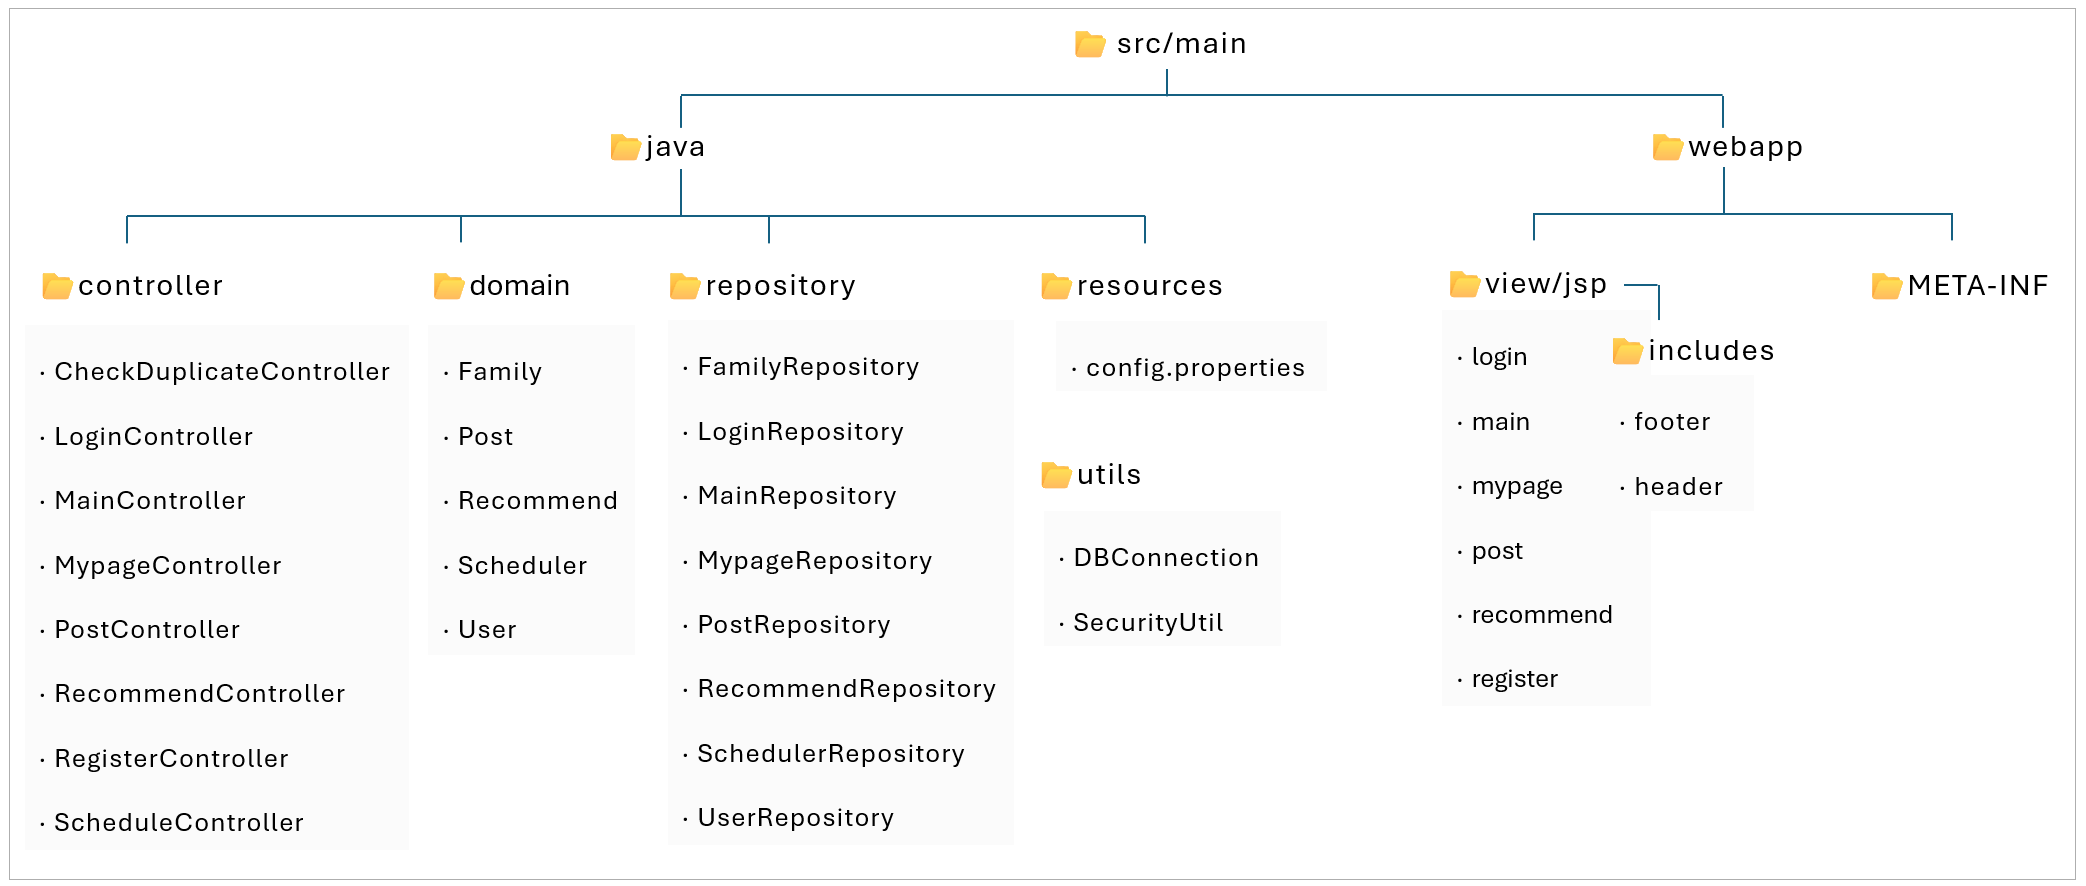 src/main
java
webapp
controller
· CheckDuplicateController
· LoginController
· MainController
· MypageController
· PostController
· RecommendController
· RegisterController
· ScheduleController
domain
· Family
· Post
· Recommend
· Scheduler
· User
repository
· FamilyRepository
· LoginRepository
· MainRepository
· MypageRepository
· PostRepository
· RecommendRepository
· SchedulerRepository
· UserRepository
resources
· config.properties
utils
· DBConnection
· SecurityUtil
view/jsp
· login
· main
· mypage
· post
· recommend
· register
includes
· footer
· header
META-INF